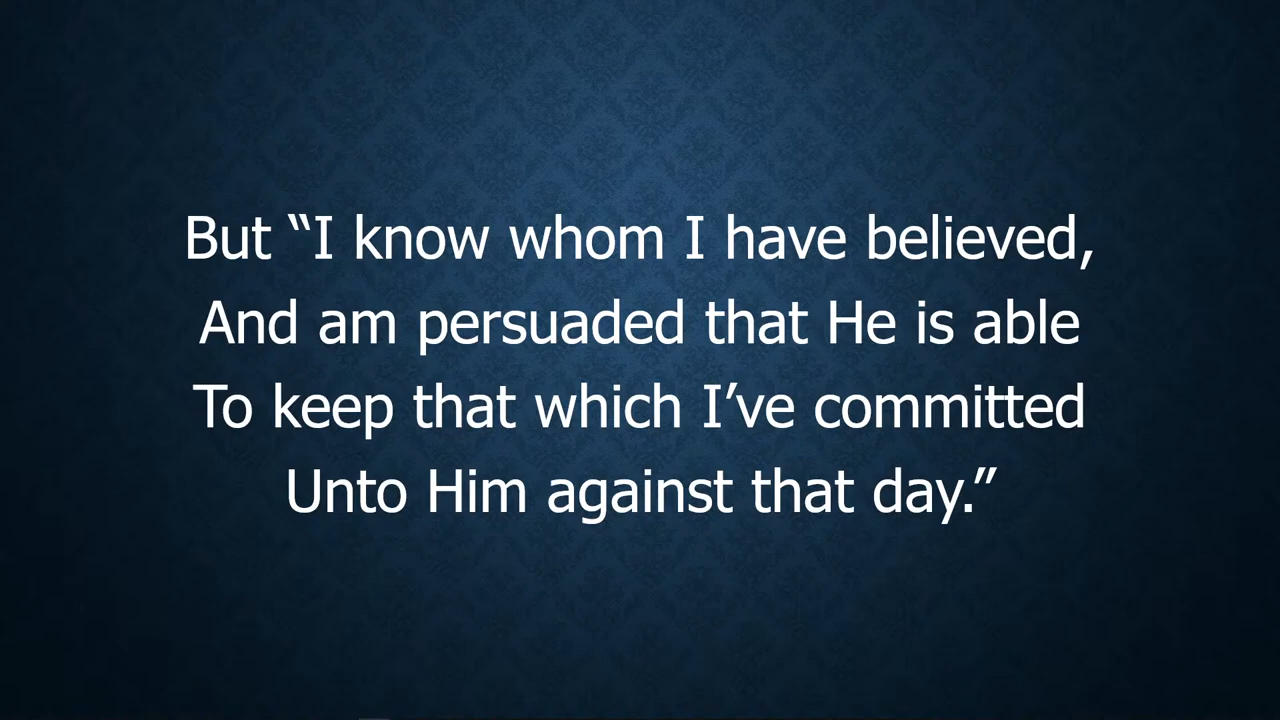 But “I know whom I have believed,
And am persuaded that He is able
To keep that which I’ve committed
Unto Him against that day.”